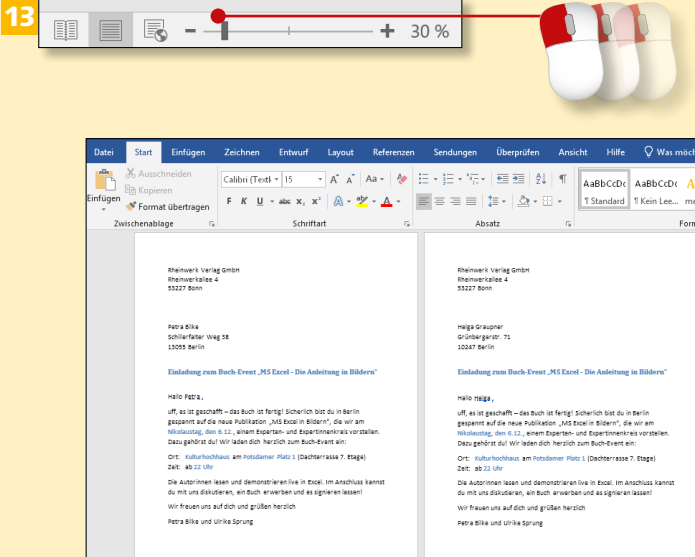 13
30 %
Datei Start Einfügen Zeichnen Entwurf Layout Referenzen Sendungen Überprüfen Ansicht Hilfe Was möch
Ausschneiden
Kopieren
Format übertragen
Einfügen
Calibri (Textk 15
F K U abc x₂ x²
AaBbCcDc AaBbCcDc
¶ Standard ¶ Kein Lee...
Zwischenablage Schriftart Absatz Form
Rheinwerk Verlag GmbH
Rheinwerkallee 4
53227 Bonn
Petra Bilke
Schillerfalter Weg 38
13055 Berlin
Einladung zum Buch-Event „MS Excel - Die Anleitung in Bildern"
Hallo Petra,
uff, es ist geschafft – das Buch ist fertig! Sicherlich bist du in Berlin
gespannt auf die neue Publikation „MS Excel in Bildern", die wir am
Nikolaustag, den 6.12., einem Experten- und Expertinnenkreis vorstellen.
Dazu gehörst du! Wir laden dich herzlich zum Buch-Event ein:
Ort: Kulturhochhaus am Potsdamer Platz 1 (Dachterrasse 7. Etage)
Zeit: ab 22 Uhr
Die Autorinnen lesen und demonstrieren live in Excel. Im Anschluss kannst
du mit uns diskutieren, ein Buch erwerben und es signieren lassen!
Wir freuen uns auf dich und grüßen herzlich
Petra Bilke und Ulrike Sprung
Rheinwerk Verlag GmbH
Rheinwerkallee 4
53227 Bonn
Helga Graupner
Grünbergerstr. 71
10247 Berlin
Einladung zum Buch-Event „MS Excel - Die Anleitung in Bildern"
Hallo Helga,
uff, es ist geschafft – das Buch ist fertig! Sicherlich bist du in Berlin
gespannt auf die neue Publikation „MS Excel in Bildern", die wir am
Nikolaustag, den 6.12., einem Experten- und Expertinnenkreis vorstellen.
Dazu gehörst du! Wir laden dich herzlich zum Buch-Event ein:
Ort: Kulturhochhaus am Potsdamer Platz 1 (Dachterrasse 7. Etage)
Zeit: ab 22 Uhr
Die Autorinnen lesen und demonstrieren live in Excel. Im Anschluss kannst
du mit uns diskutieren, ein Buch erwerben und es signieren lassen!
Wir freuen uns auf dich und grüßen herzlich
Petra Bilke und Ulrike Sprung